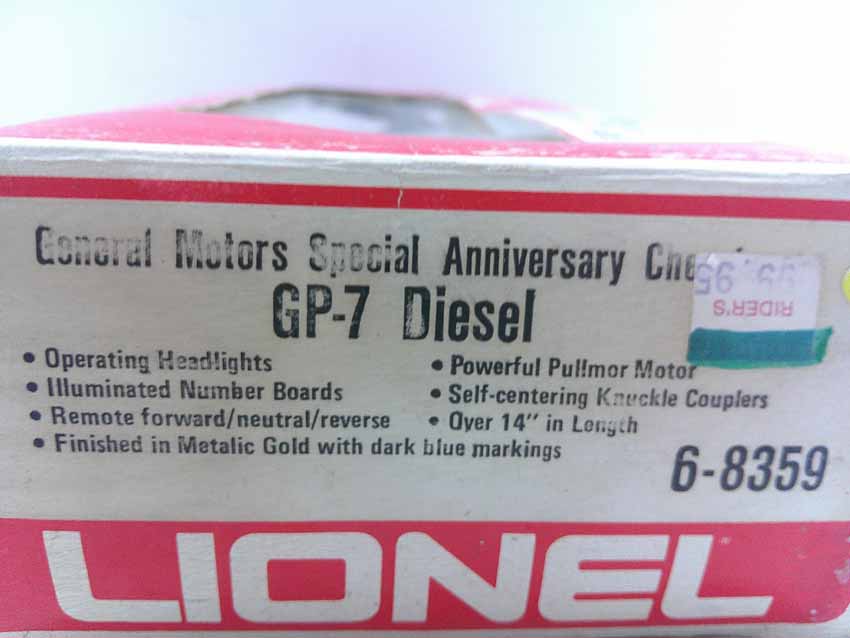 General Motors Special Anniversary
GP-7 Diesel
• Operating Headlights
• Illuminated Number Boards
• Remote forward/neutral/reverse
• Finished in Metalic Gold with dark blue markings
• Powerful Pullmor Motor
• Self-centering Knuckle Couplers
• Over 14" in Length
6-8359
RIDER'S
LIONEL